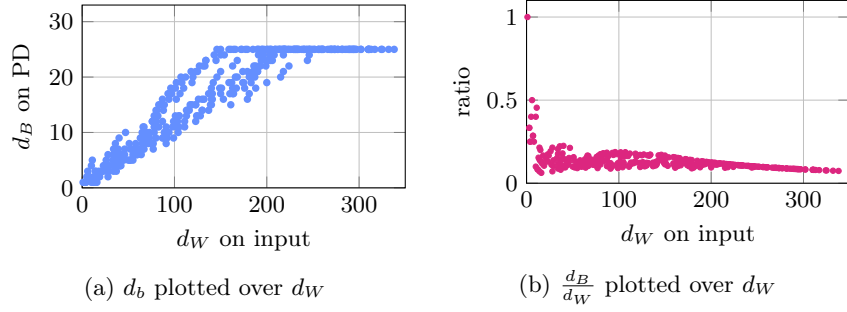 30
20
10
0
0
100
200
300
d_B on PD
d_W on input
(a) d_b plotted over d_W
1
0.5
0
0
100
200
300
ratio
d_W on input
(b) \frac{d_B}{d_W} plotted over d_W